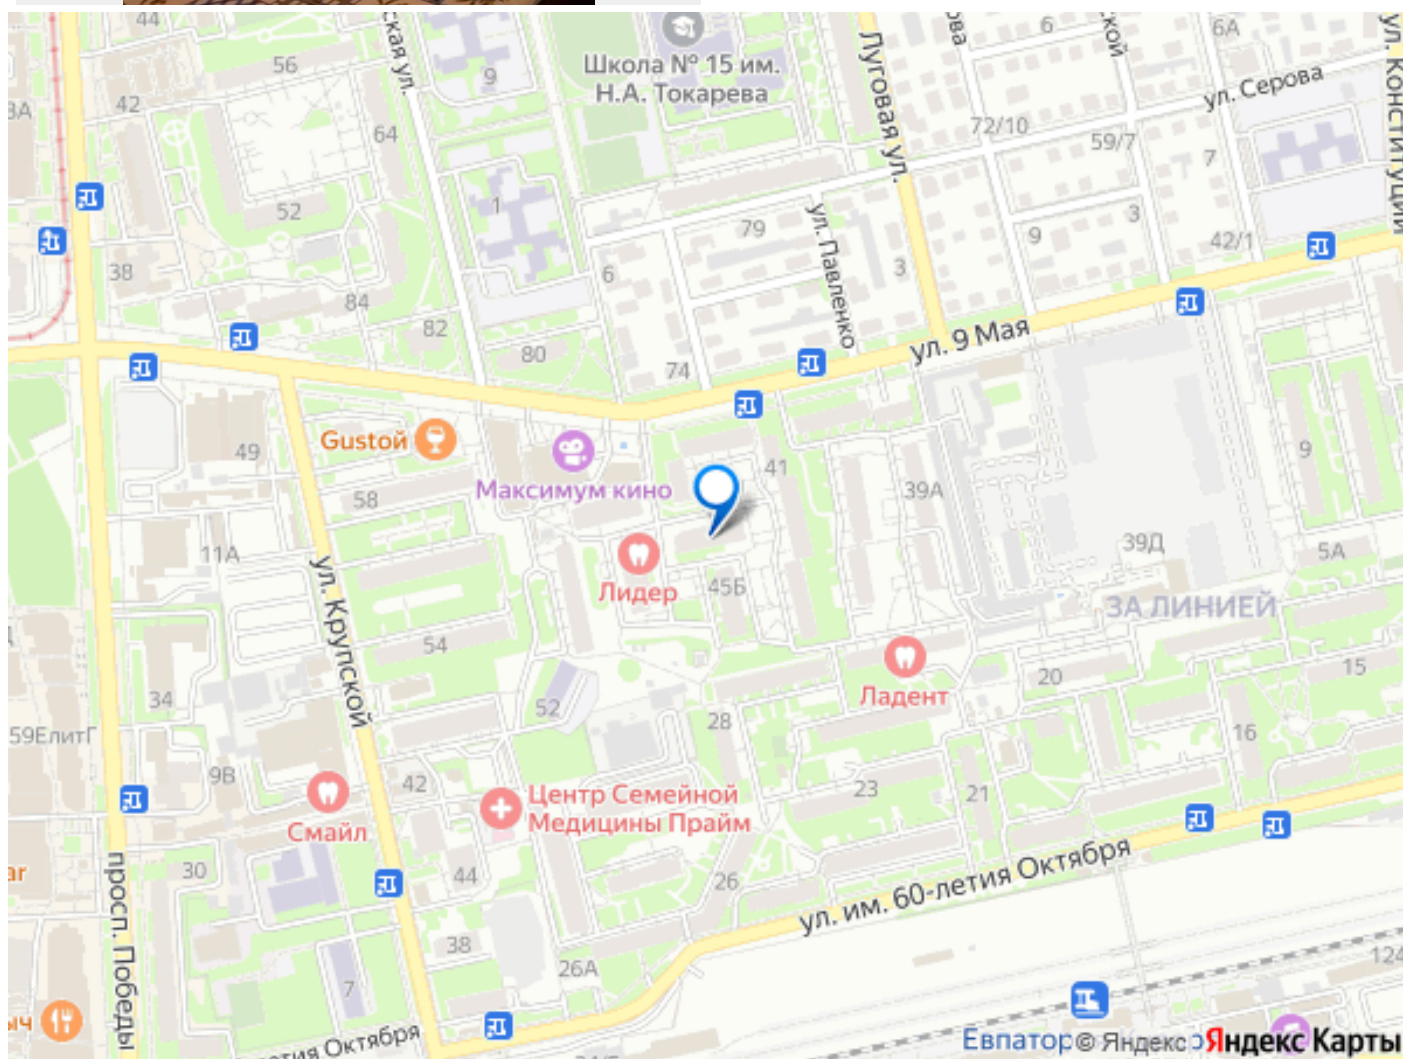 44
56
42
64
9
Школа № 15 им.
Н.А. Токарева
Луговая ул.
6
6А
ул. Серова
ул. Конституции
72/10
59/7
7
1
52
79
ул. Павленко
3
9
3
42/1
38
84
6
82
80
74
ул. 9 Мая
Gustoй
49
58
Максимум кино
41
39А
9
11А
Лидер
45Б
39Д
5А
ЗА ЛИНИЕЙ
ул. Крупской
54
Ладент
20
15
34
52
28
16
9В
42
Центр Семейной
Медицины Прайм
23
21
Смайл
30
44
26
ул. им. 60-летия Октября
просп. Победы
38
26А
7
124
Октября
Евпатор
© Яндекс
Яндекс Карты